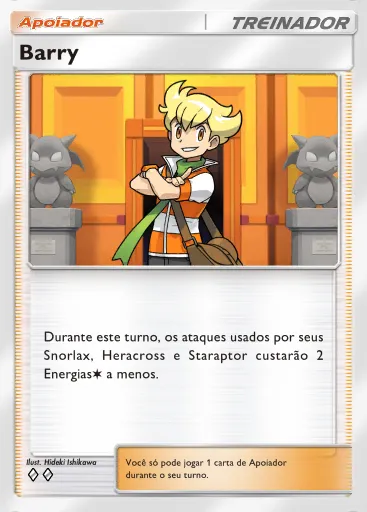 Apoiador
TREINADOR
Barry
Durante este turno, os ataques usados por seus
Snorlax, Heracross e Staraptor custarão 2
Energias✶ a menos.
Ilust. Hideki Ishikawa
Você só pode jogar 1 carta de Apoiador
durante o seu turno.